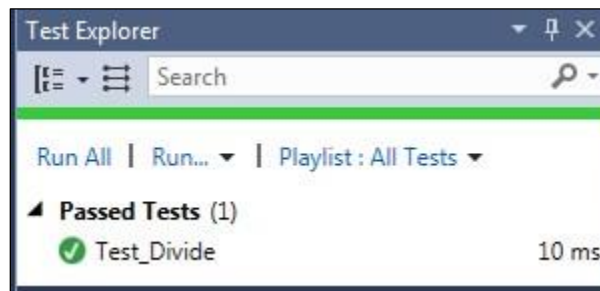 Test Explorer
Search
Run All | Run... | Playlist : All Tests
Passed Tests (1)
Test_Divide 10 ms